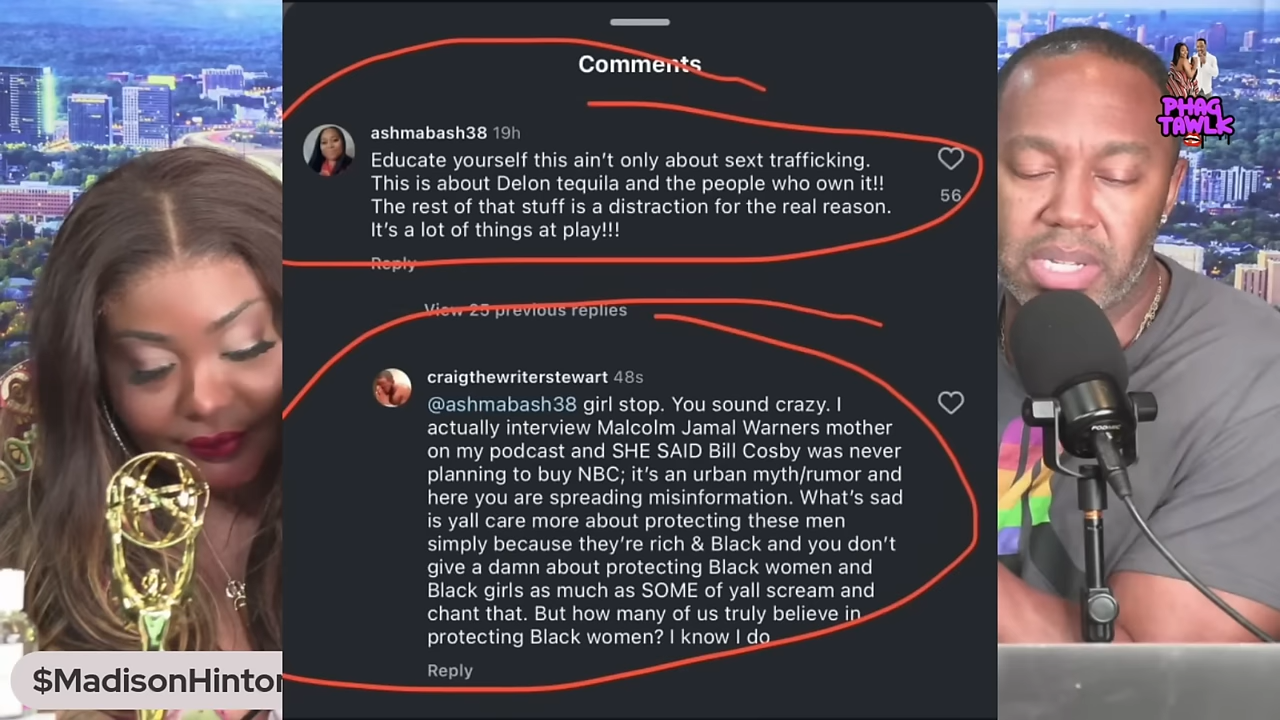 Comments
ashmabash38 19h
Educate yourself this ain't only about sext trafficking.
This is about Delon tequila and the people who own it!!
The rest of that stuff is a distraction for the real reason.
It's a lot of things at play!!!
56
Reply
View 25 previous replies
craigthewriterstewart 48s
@ashmabash38 girl stop. You sound crazy. I
actually interview Malcolm Jamal Warners mother
on my podcast and SHE SAID Bill Cosby was never
planning to buy NBC; it's an urban myth/rumor and
here you are spreading misinformation. What's sad
is yall care more about protecting these men
simply because they're rich & Black and you don't
give a damn about protecting Black women and
Black girls as much as SOME of yall scream and
chant that. But how many of us truly believe in
protecting Black women? I know I do
Reply
PHAG
TAWLK
PODMIC